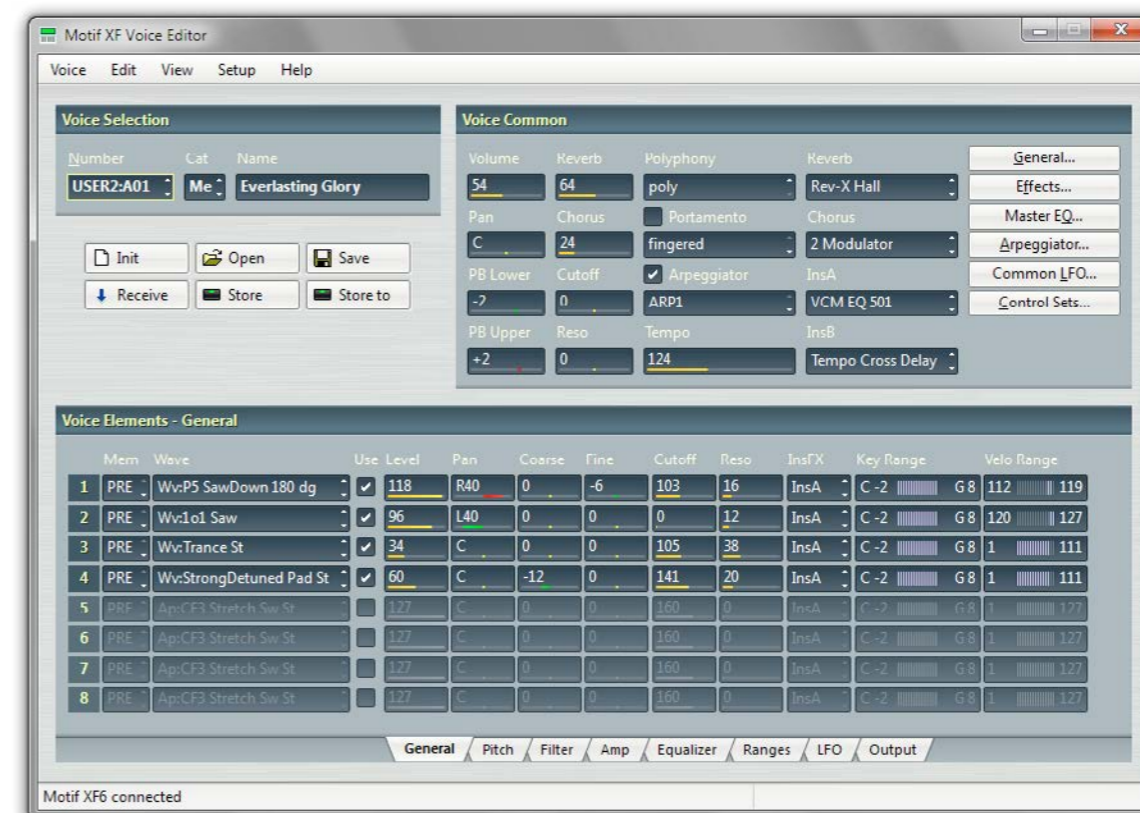 Motif XF Voice Editor
Voice Edit View Setup Help
Voice Selection
Number Cat Name
USER2:A01 Me Everlasting Glory
Init Open Save
Receive Store Store to
Voice Common
Volume Reverb Polyphony Reverb General...
54 64 poly Rev-X Hall Effects...
Pan Chorus Portamento Chorus Master EQ...
C 24 fingered 2 Modulator Arpeggiator...
PB Lower Cutoff Arpeggiator InsA Common LFO...
-2 0 ARP1 VCM EQ 501 Control Sets...
PB Upper Reso Tempo InsB
+2 0 124 Tempo Cross Delay
Voice Elements - General
Mem Wave Use Level Pan Coarse Fine Cutoff Reso InsFX Key Range Velo Range
1 PRE Wv:P5 SawDown 180 dg 118 R40 0 -6 103 16 InsA C -2 G 8 112 119
2 PRE Wv:1o1 Saw 96 L40 0 0 0 12 InsA C -2 G 8 120 127
3 PRE Wv:Trance St 34 C 0 0 105 38 InsA C -2 G 8 1 111
4 PRE Wv:StrongDetuned Pad St 60 C -12 0 141 20 InsA C -2 G 8 1 111
5 PRE Ap:CF3 Stretch Sw St 127 C 0 0 160 0 InsA C -2 G 8 1 127
6 PRE Ap:CF3 Stretch Sw St 127 C 0 0 160 0 InsA C -2 G 8 1 127
7 PRE Ap:CF3 Stretch Sw St 127 C 0 0 160 0 InsA C -2 G 8 1 127
8 PRE Ap:CF3 Stretch Sw St 127 C 0 0 160 0 InsA C -2 G 8 1 127
General Pitch Filter Amp Equalizer Ranges LFO Output
Motif XF6 connected